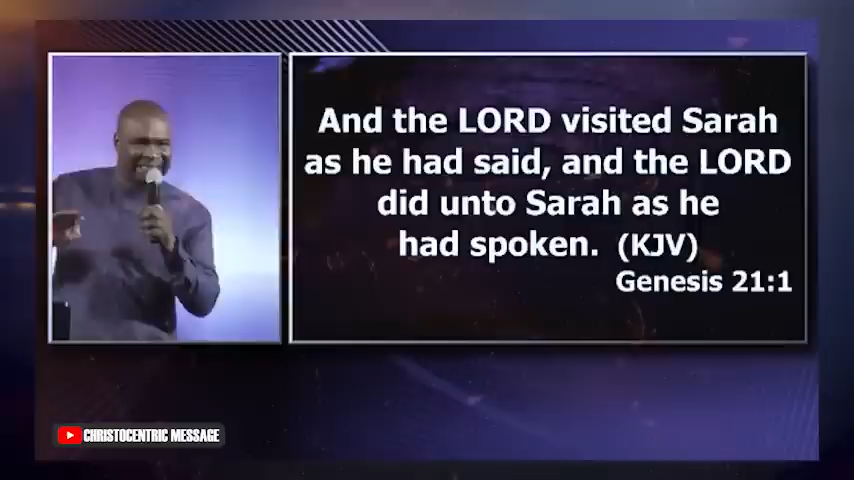 And the LORD visited Sarah
as he had said, and the LORD
did unto Sarah as he
had spoken. (KJV)
Genesis 21:1
CHRISTOCENTRIC MESSAGE